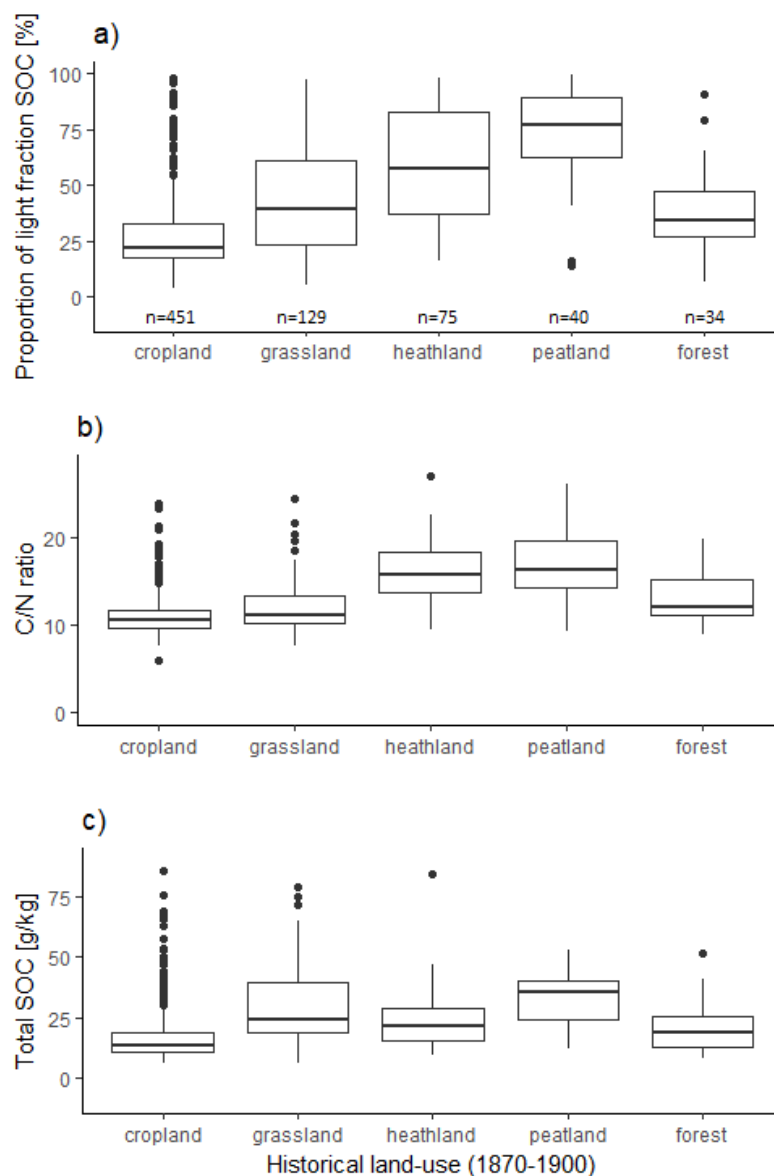 a)
Proportion of light fraction SOC [%]
100
75
50
25
0
n=451 n=129 n=75 n=40 n=34
cropland grassland heathland peatland forest
b)
C/N ratio
20
10
0
cropland grassland heathland peatland forest
c)
Total SOC [g/kg]
75
50
25
0
cropland grassland heathland peatland forest
Historical land-use (1870-1900)